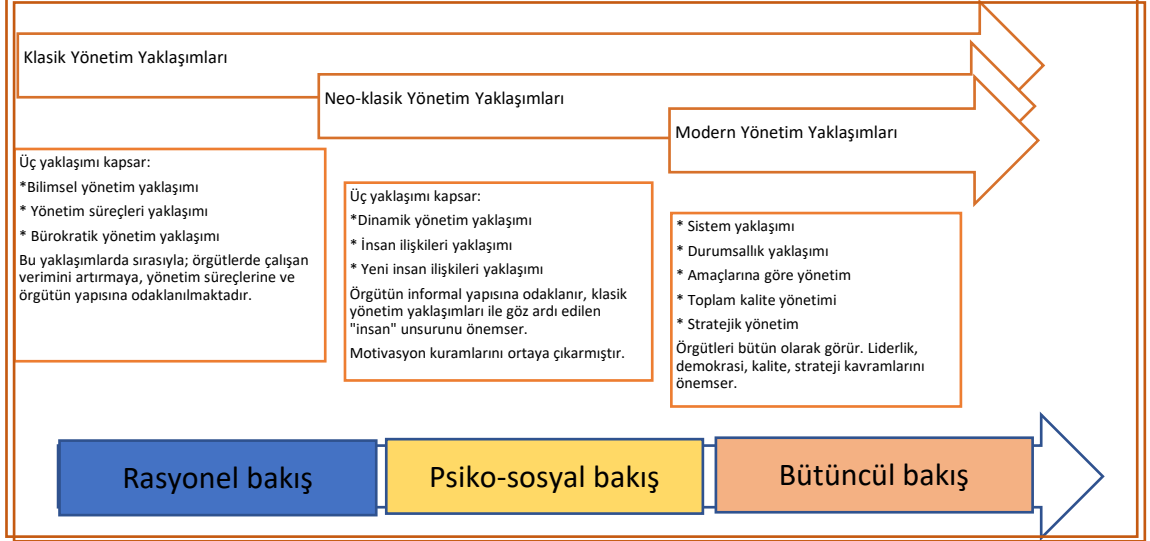 Klasik Yönetim Yaklaşımları
Neo-klasik Yönetim Yaklaşımları
Modern Yönetim Yaklaşımları
Üç yaklaşımı kapsar:
*Bilimsel yönetim yaklaşımı
* Yönetim süreçleri yaklaşımı
* Bürokratik yönetim yaklaşımı
Bu yaklaşımlarda sırasıyla; örgütlerde çalışan
verimini artırmaya, yönetim süreçlerine ve
örgütün yapısına odaklanılmaktadır.
Üç yaklaşımı kapsar:
*Dinamik yönetim yaklaşımı
* İnsan ilişkileri yaklaşımı
* Yeni insan ilişkileri yaklaşımı
Örgütün informal yapısına odaklanır, klasik
yönetim yaklaşımları ile göz ardı edilen
"insan" unsurunu önemser.
Motivasyon kuramlarını ortaya çıkarmıştır.
* Sistem yaklaşımı
* Durumsallık yaklaşımı
* Amaçlarına göre yönetim
* Toplam kalite yönetimi
* Stratejik yönetim
Örgütleri bütün olarak görür. Liderlik,
demokrasi, kalite, strateji kavramlarını
önemser.
Rasyonel bakış
Psiko-sosyal bakış
Bütüncül bakış